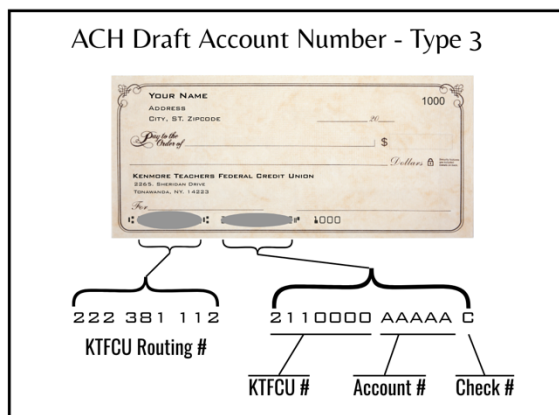 ACH Draft Account Number - Type 3
YOUR NAME
1000
ADDRESS
CITY, ST. ZIPCODE
20
Pay to the
Order of
$
Dollars
KENMORE TEACHERS FEDERAL CREDIT UNION
2265. SHERIDAN DRIVE
TONAWANDA, NY. 14223
For
1000
222 381 112
2110000 AAAAA C
KTFCU Routing #
KTFCU #
Account #
Check #